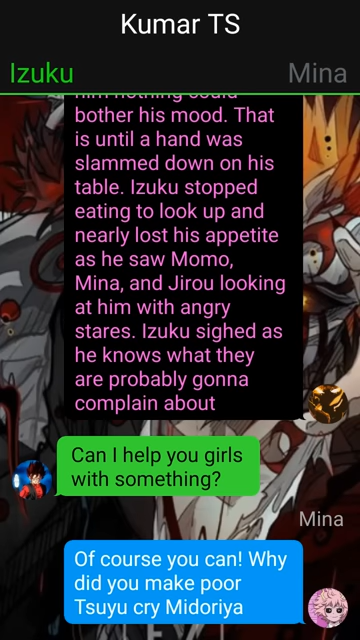 Kumar TS
Izuku
Mina
him nothing could
bother his mood. That
is until a hand was
slammed down on his
table. Izuku stopped
eating to look up and
nearly lost his appetite
as he saw Momo,
Mina, and Jirou looking
at him with angry
stares. Izuku sighed as
he knows what they
are probably gonna
complain about
Can I help you girls
with something?
Mina
Of course you can! Why
did you make poor
Tsuyu cry Midoriya